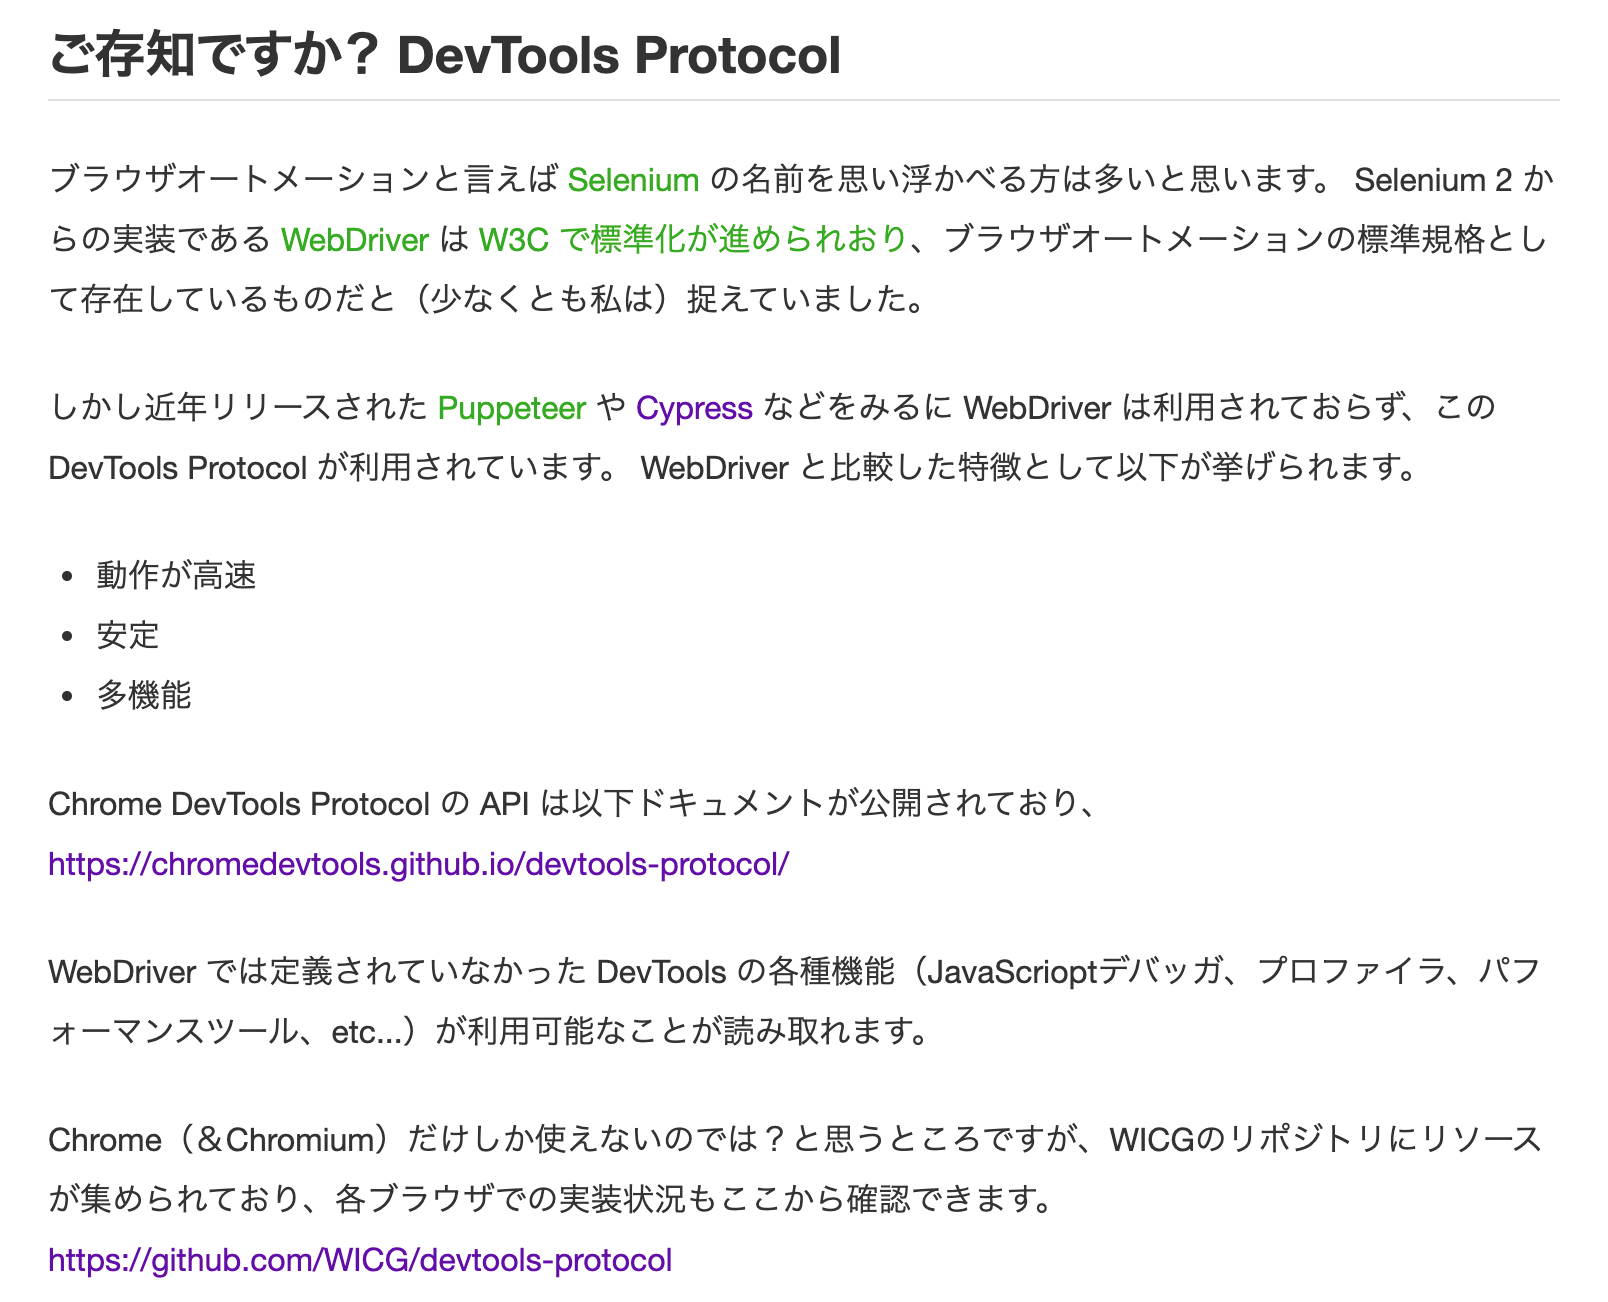 ご存知ですか？ DevTools Protocol
ブラウザオートメーションと言えば Selenium の名前を思い浮かべる方は多いと思います。 Selenium 2 か
らの実装である WebDriver は W3C で標準化が進められおり、ブラウザオートメーションの標準規格とし
て存在しているものだと（少なくとも私は）捉えていました。
しかし近年リリースされた Puppeteer や Cypress などをみるに WebDriver は利用されておらず、この
DevTools Protocol が利用されています。 WebDriver と比較した特徴として以下が挙げられます。
• 動作が高速
• 安定
• 多機能
Chrome DevTools Protocol の API は以下ドキュメントが公開されており、
https://chromedevtools.github.io/devtools-protocol/
WebDriver では定義されていなかった DevTools の各種機能（JavaScrioptデバッガ、プロファイラ、パフ
ォーマンスツール、etc...）が利用可能なことが読み取れます。
Chrome（＆Chromium）だけしか使えないのでは？と思うところですが、WICGのリポジトリにリソース
が集められており、各ブラウザでの実装状況もここから確認できます。
https://github.com/WICG/devtools-protocol